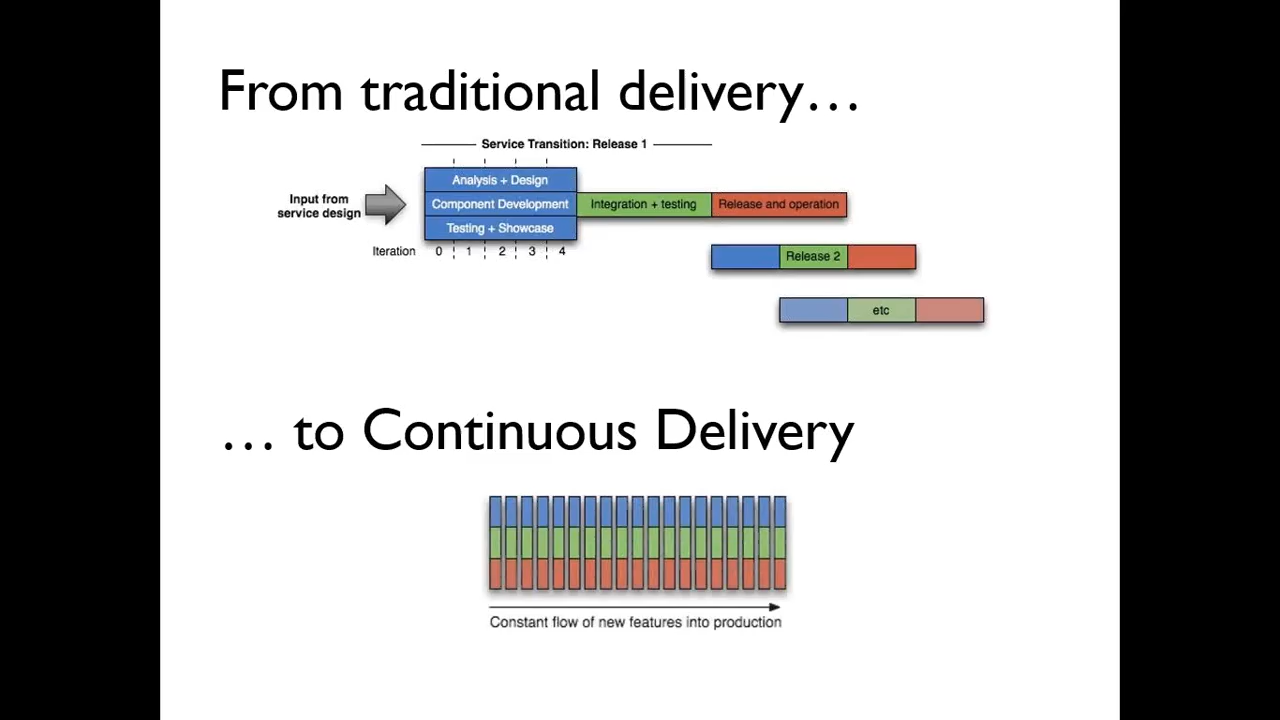 From traditional delivery…
Service Transition: Release 1
Analysis + Design
Input from
service design
Component Development
Integration + testing
Release and operation
Testing + Showcase
Iteration 0 1 2 3 4
Release 2
etc
… to Continuous Delivery
Constant flow of new features into production